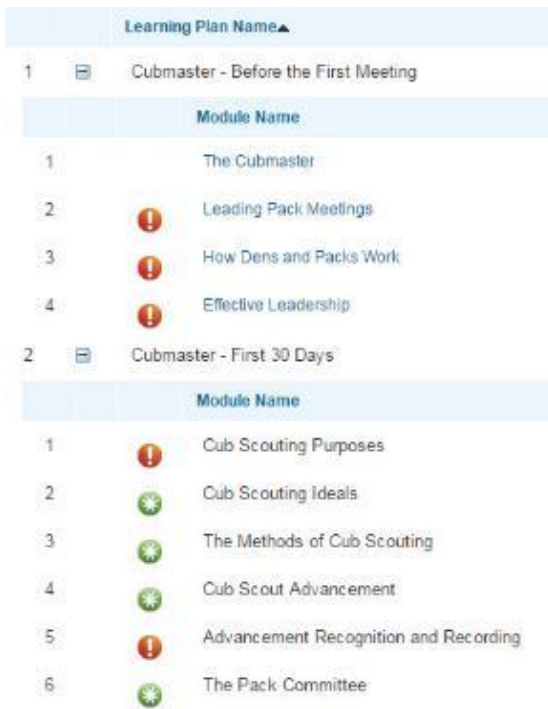 Learning Plan Name
1 Cubmaster - Before the First Meeting
Module Name
1 The Cubmaster
2 Leading Pack Meetings
3 How Dens and Packs Work
4 Effective Leadership
2 Cubmaster - First 30 Days
Module Name
1 Cub Scouting Purposes
2 Cub Scouting Ideals
3 The Methods of Cub Scouting
4 Cub Scout Advancement
5 Advancement Recognition and Recording
6 The Pack Committee